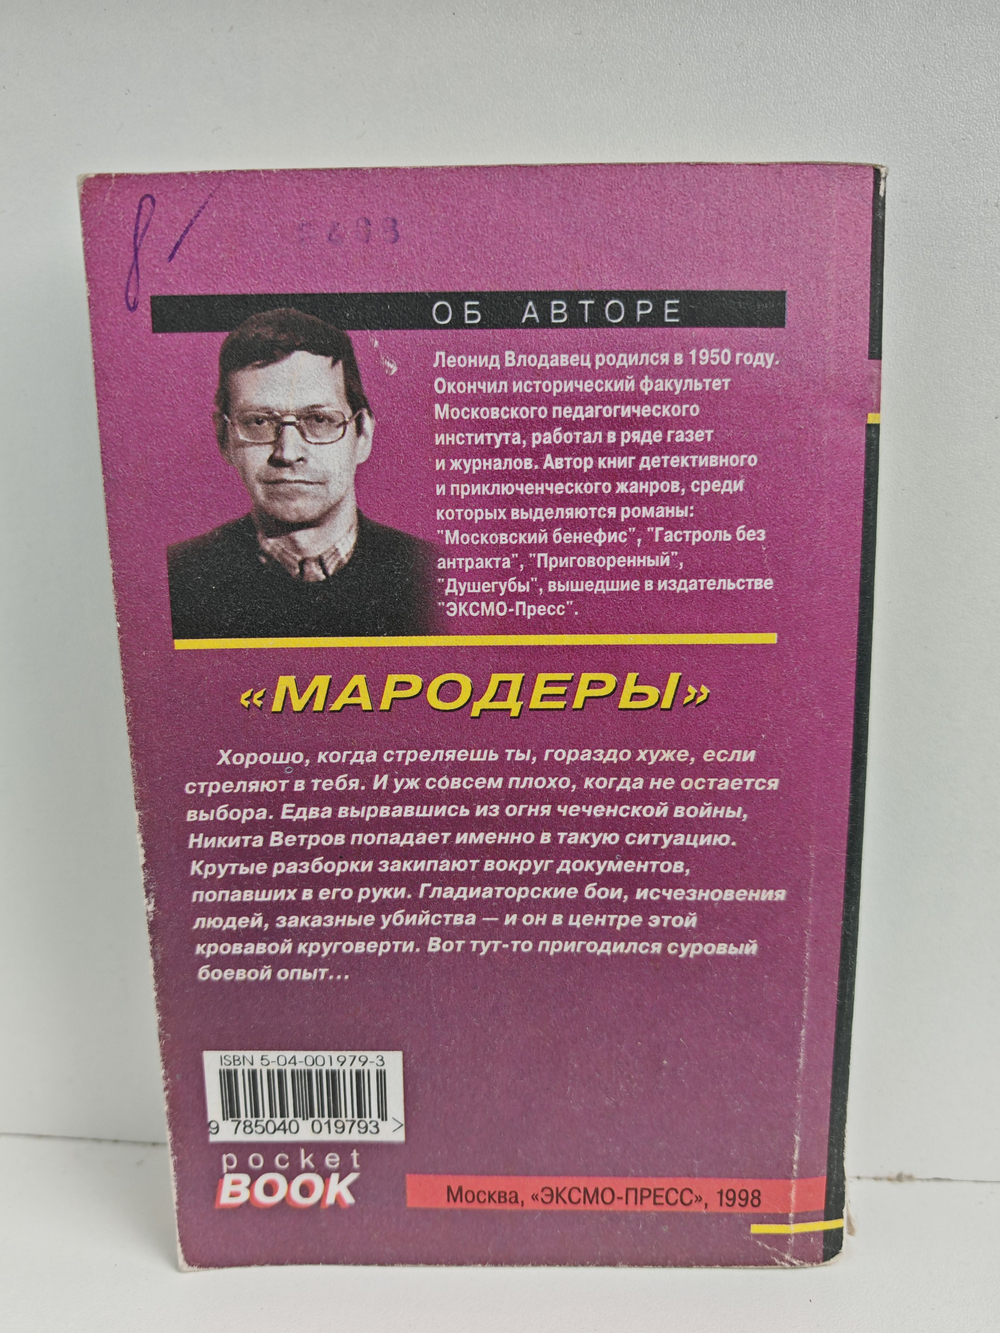 8
ОБ АВТОРЕ
Леонид Влодавец родился в 1950 году.
Окончил исторический факультет
Московского педагогического
института, работал в ряде газет
и журналов. Автор книг детективного
и приключенческого жанров, среди
которых выделяются романы:
"Московский бенефис", "Гастроль без
антракта", "Приговоренный",
"Душегубы", вышедшие в издательстве
"ЭКСМО-Пресс".
«МАРОДЕРЫ»
Хорошо, когда стреляешь ты, гораздо хуже, если
стреляют в тебя. И уж совсем плохо, когда не остается
выбора. Едва вырвавшись из огня чеченской войны,
Никита Ветров попадает именно в такую ситуацию.
Крутые разборки закипают вокруг документов,
попавших в его руки. Гладиаторские бои, исчезновения
людей, заказные убийства — и он в центре этой
кровавой круговерти. Вот тут-то пригодился суровый
боевой опыт...
ISBN 5-04-001979-3
9 785040 019793 >
pocket
BOOK
Москва, «ЭКСМО-ПРЕСС», 1998